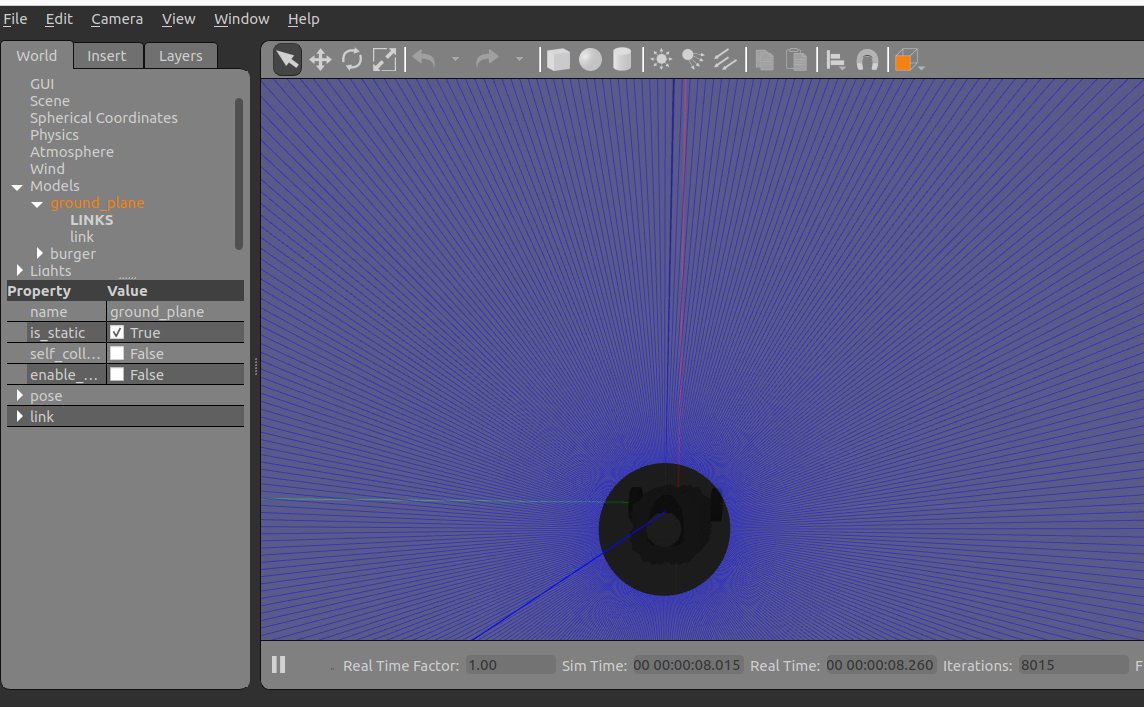 File Edit Camera View Window Help
World Insert Layers
GUI
Scene
Spherical Coordinates
Physics
Atmosphere
Wind
Models
ground_plane
LINKS
link
burger
Lights
Property Value
name ground_plane
is_static True
self_coll... False
enable_... False
pose
link
Real Time Factor: 1.00 Sim Time: 00 00:00:08.015 Real Time: 00 00:00:08.260 Iterations: 8015 F